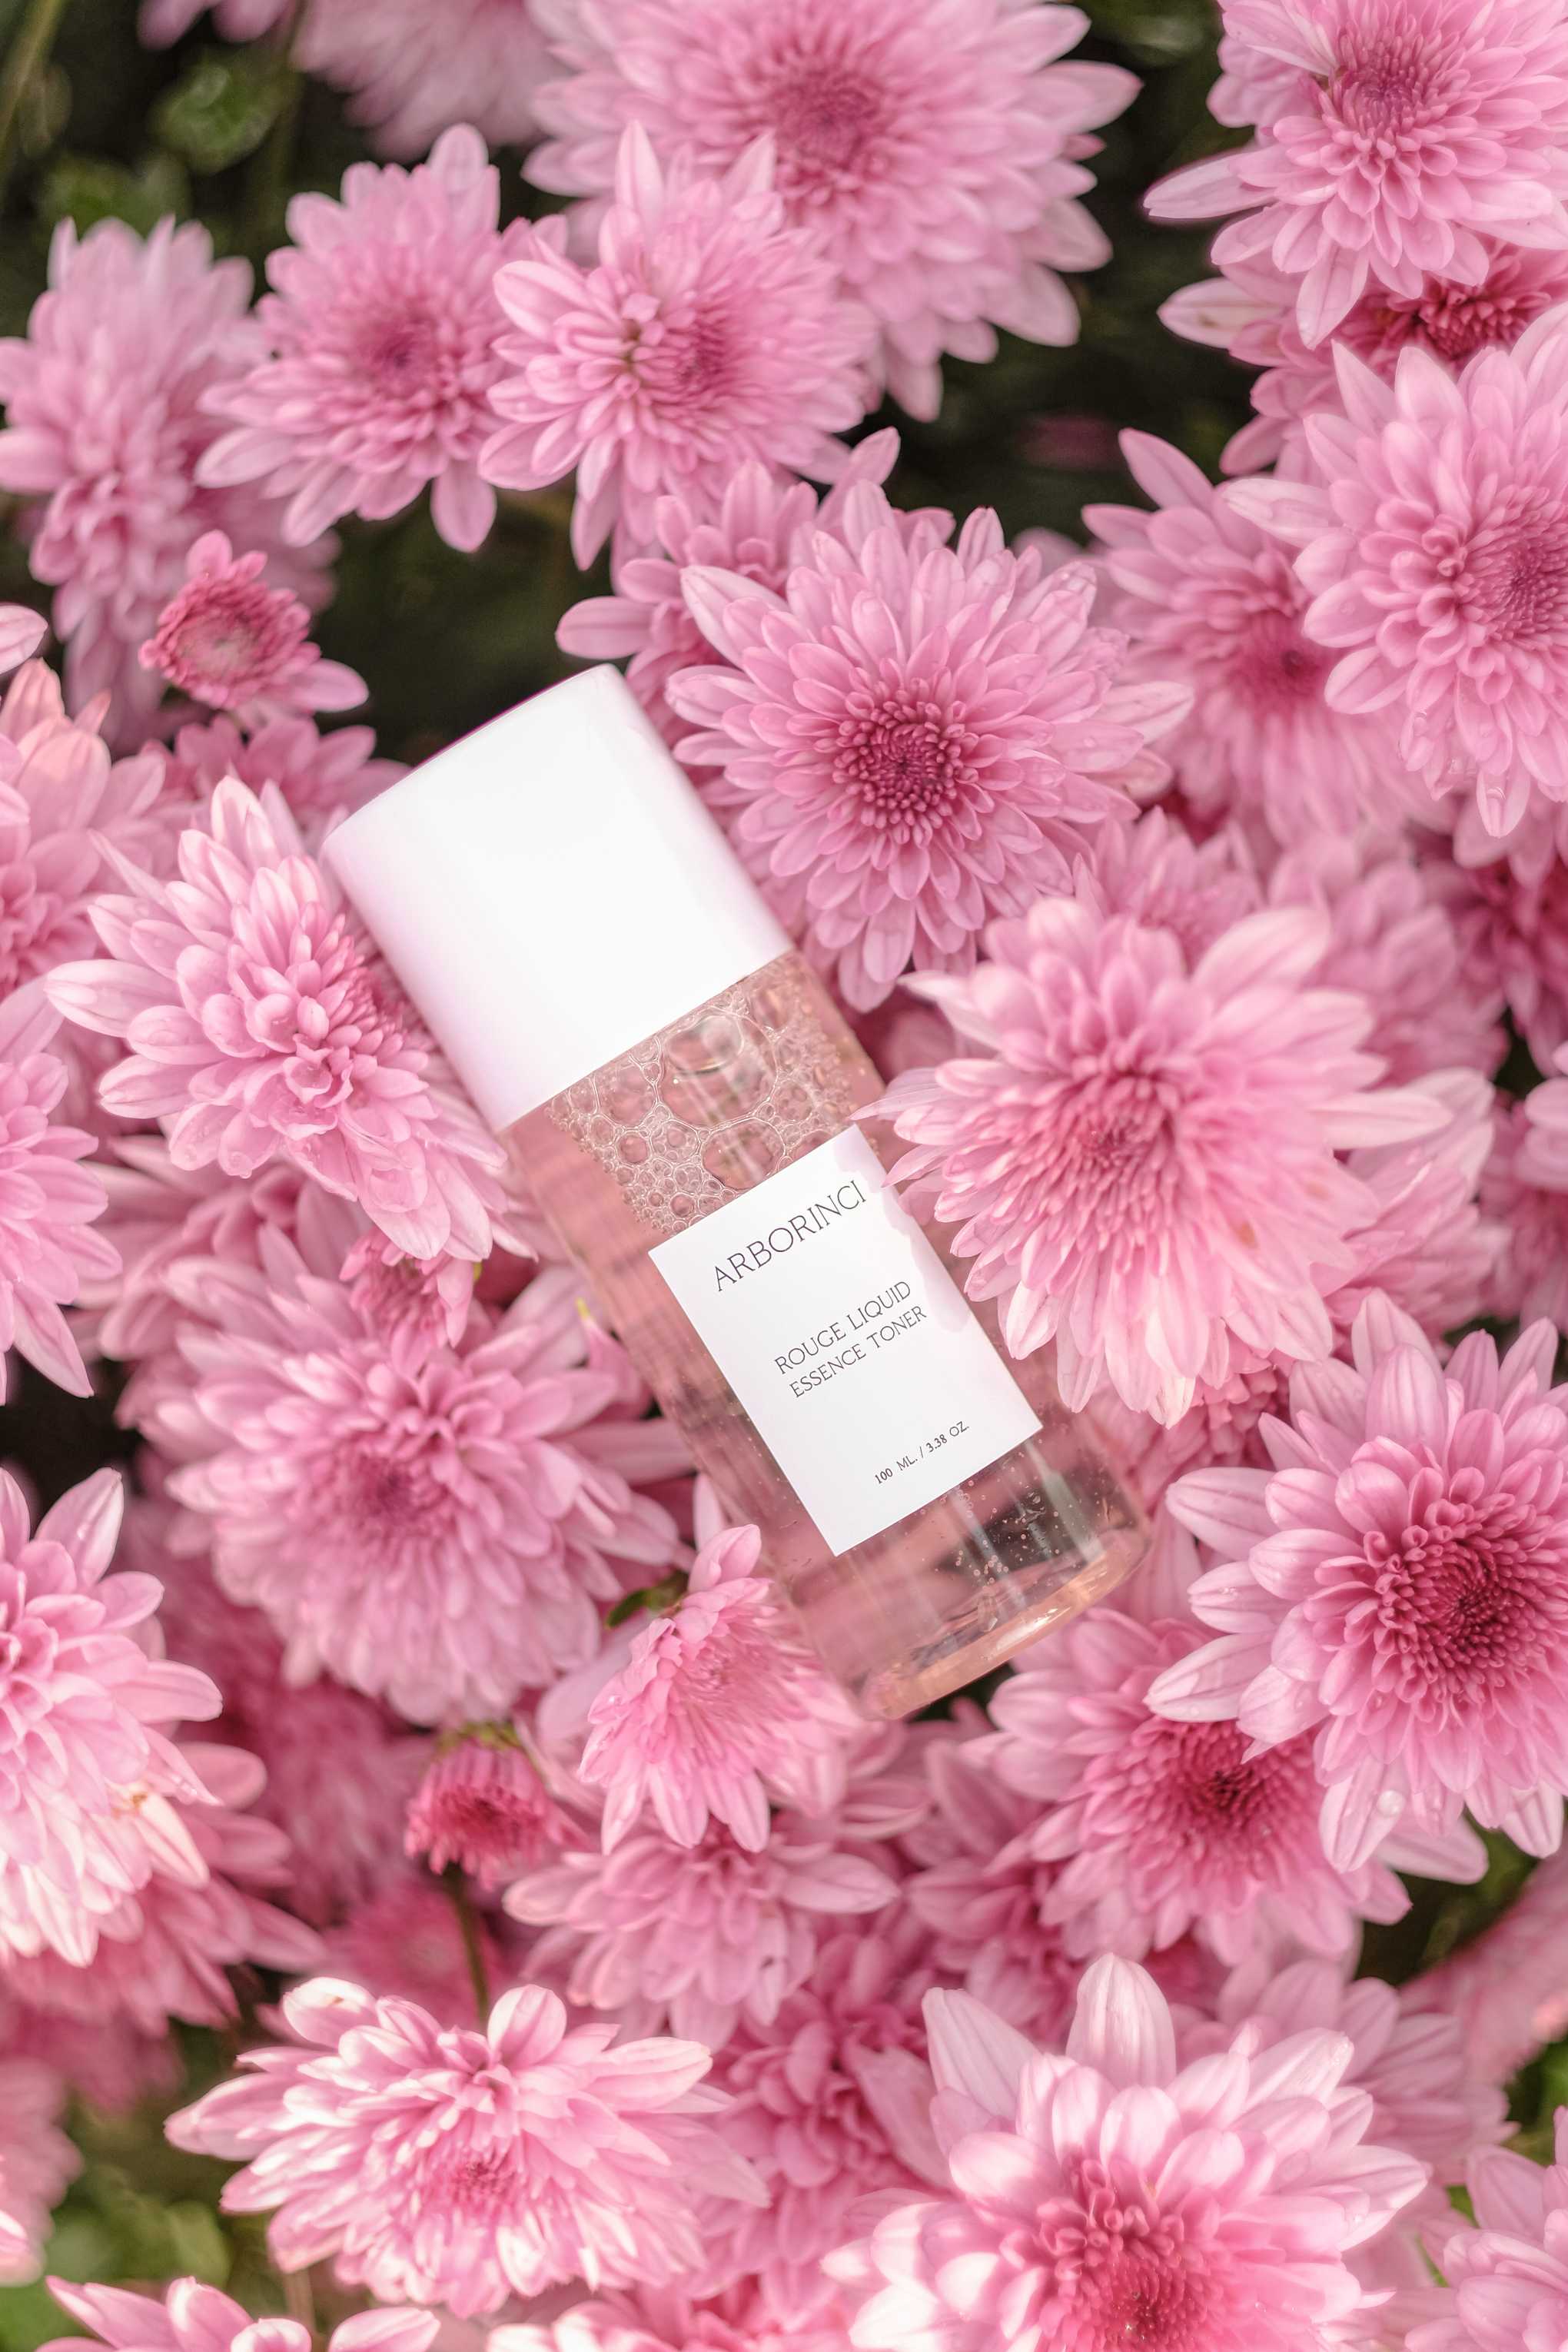 ARBORINCI
ROUGE LIQUID
ESSENCE TONER
100 ML. / 3.38 OZ.